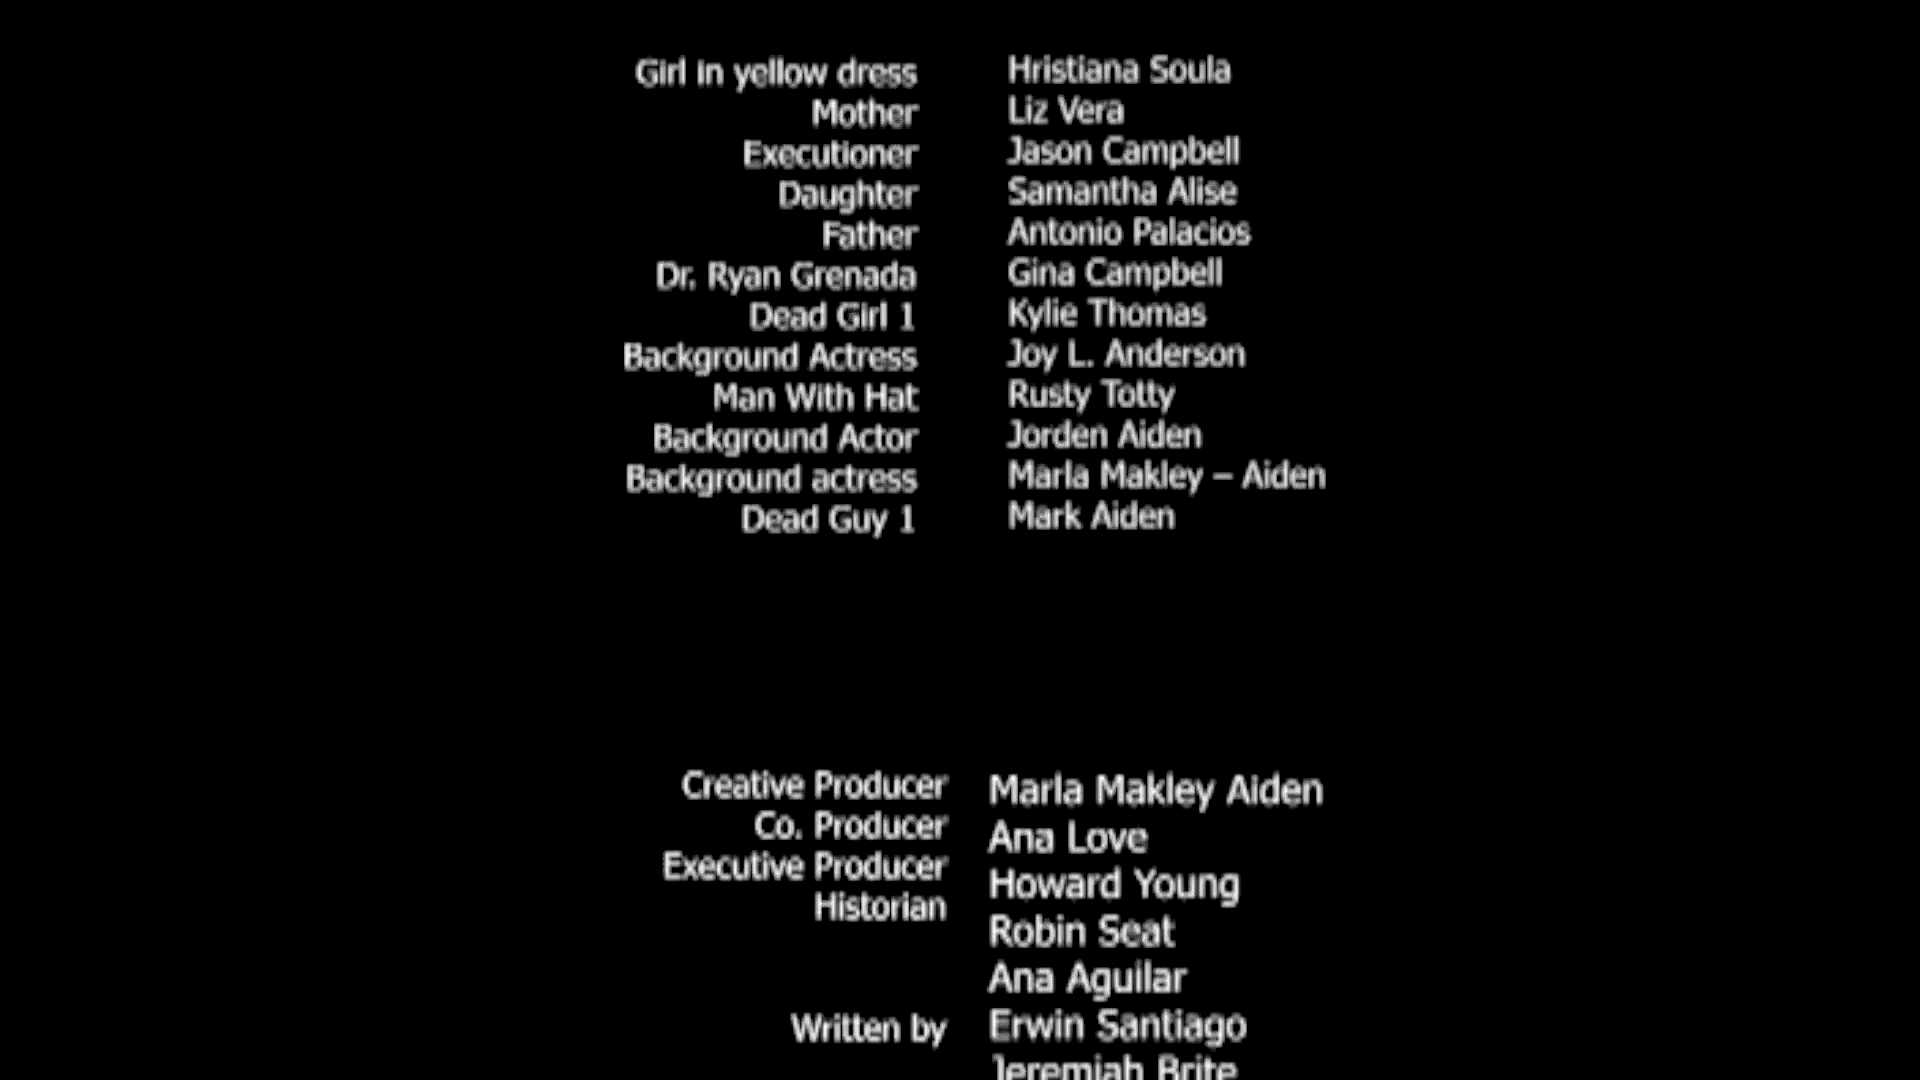 Girl in yellow dress Hristiana Soula
Mother Liz Vera
Executioner Jason Campbell
Daughter Samantha Alise
Father Antonio Palacios
Dr. Ryan Grenada Gina Campbell
Dead Girl 1 Kylie Thomas
Background Actress Joy L. Anderson
Man With Hat Rusty Totty
Background Actor Jorden Aiden
Background actress Marla Makley – Aiden
Dead Guy 1 Mark Aiden
Creative Producer Marla Makley Aiden
Co. Producer Ana Love
Executive Producer Howard Young
Historian Robin Seat
Ana Aguilar
Written by Erwin Santiago
Jeremiah Brite